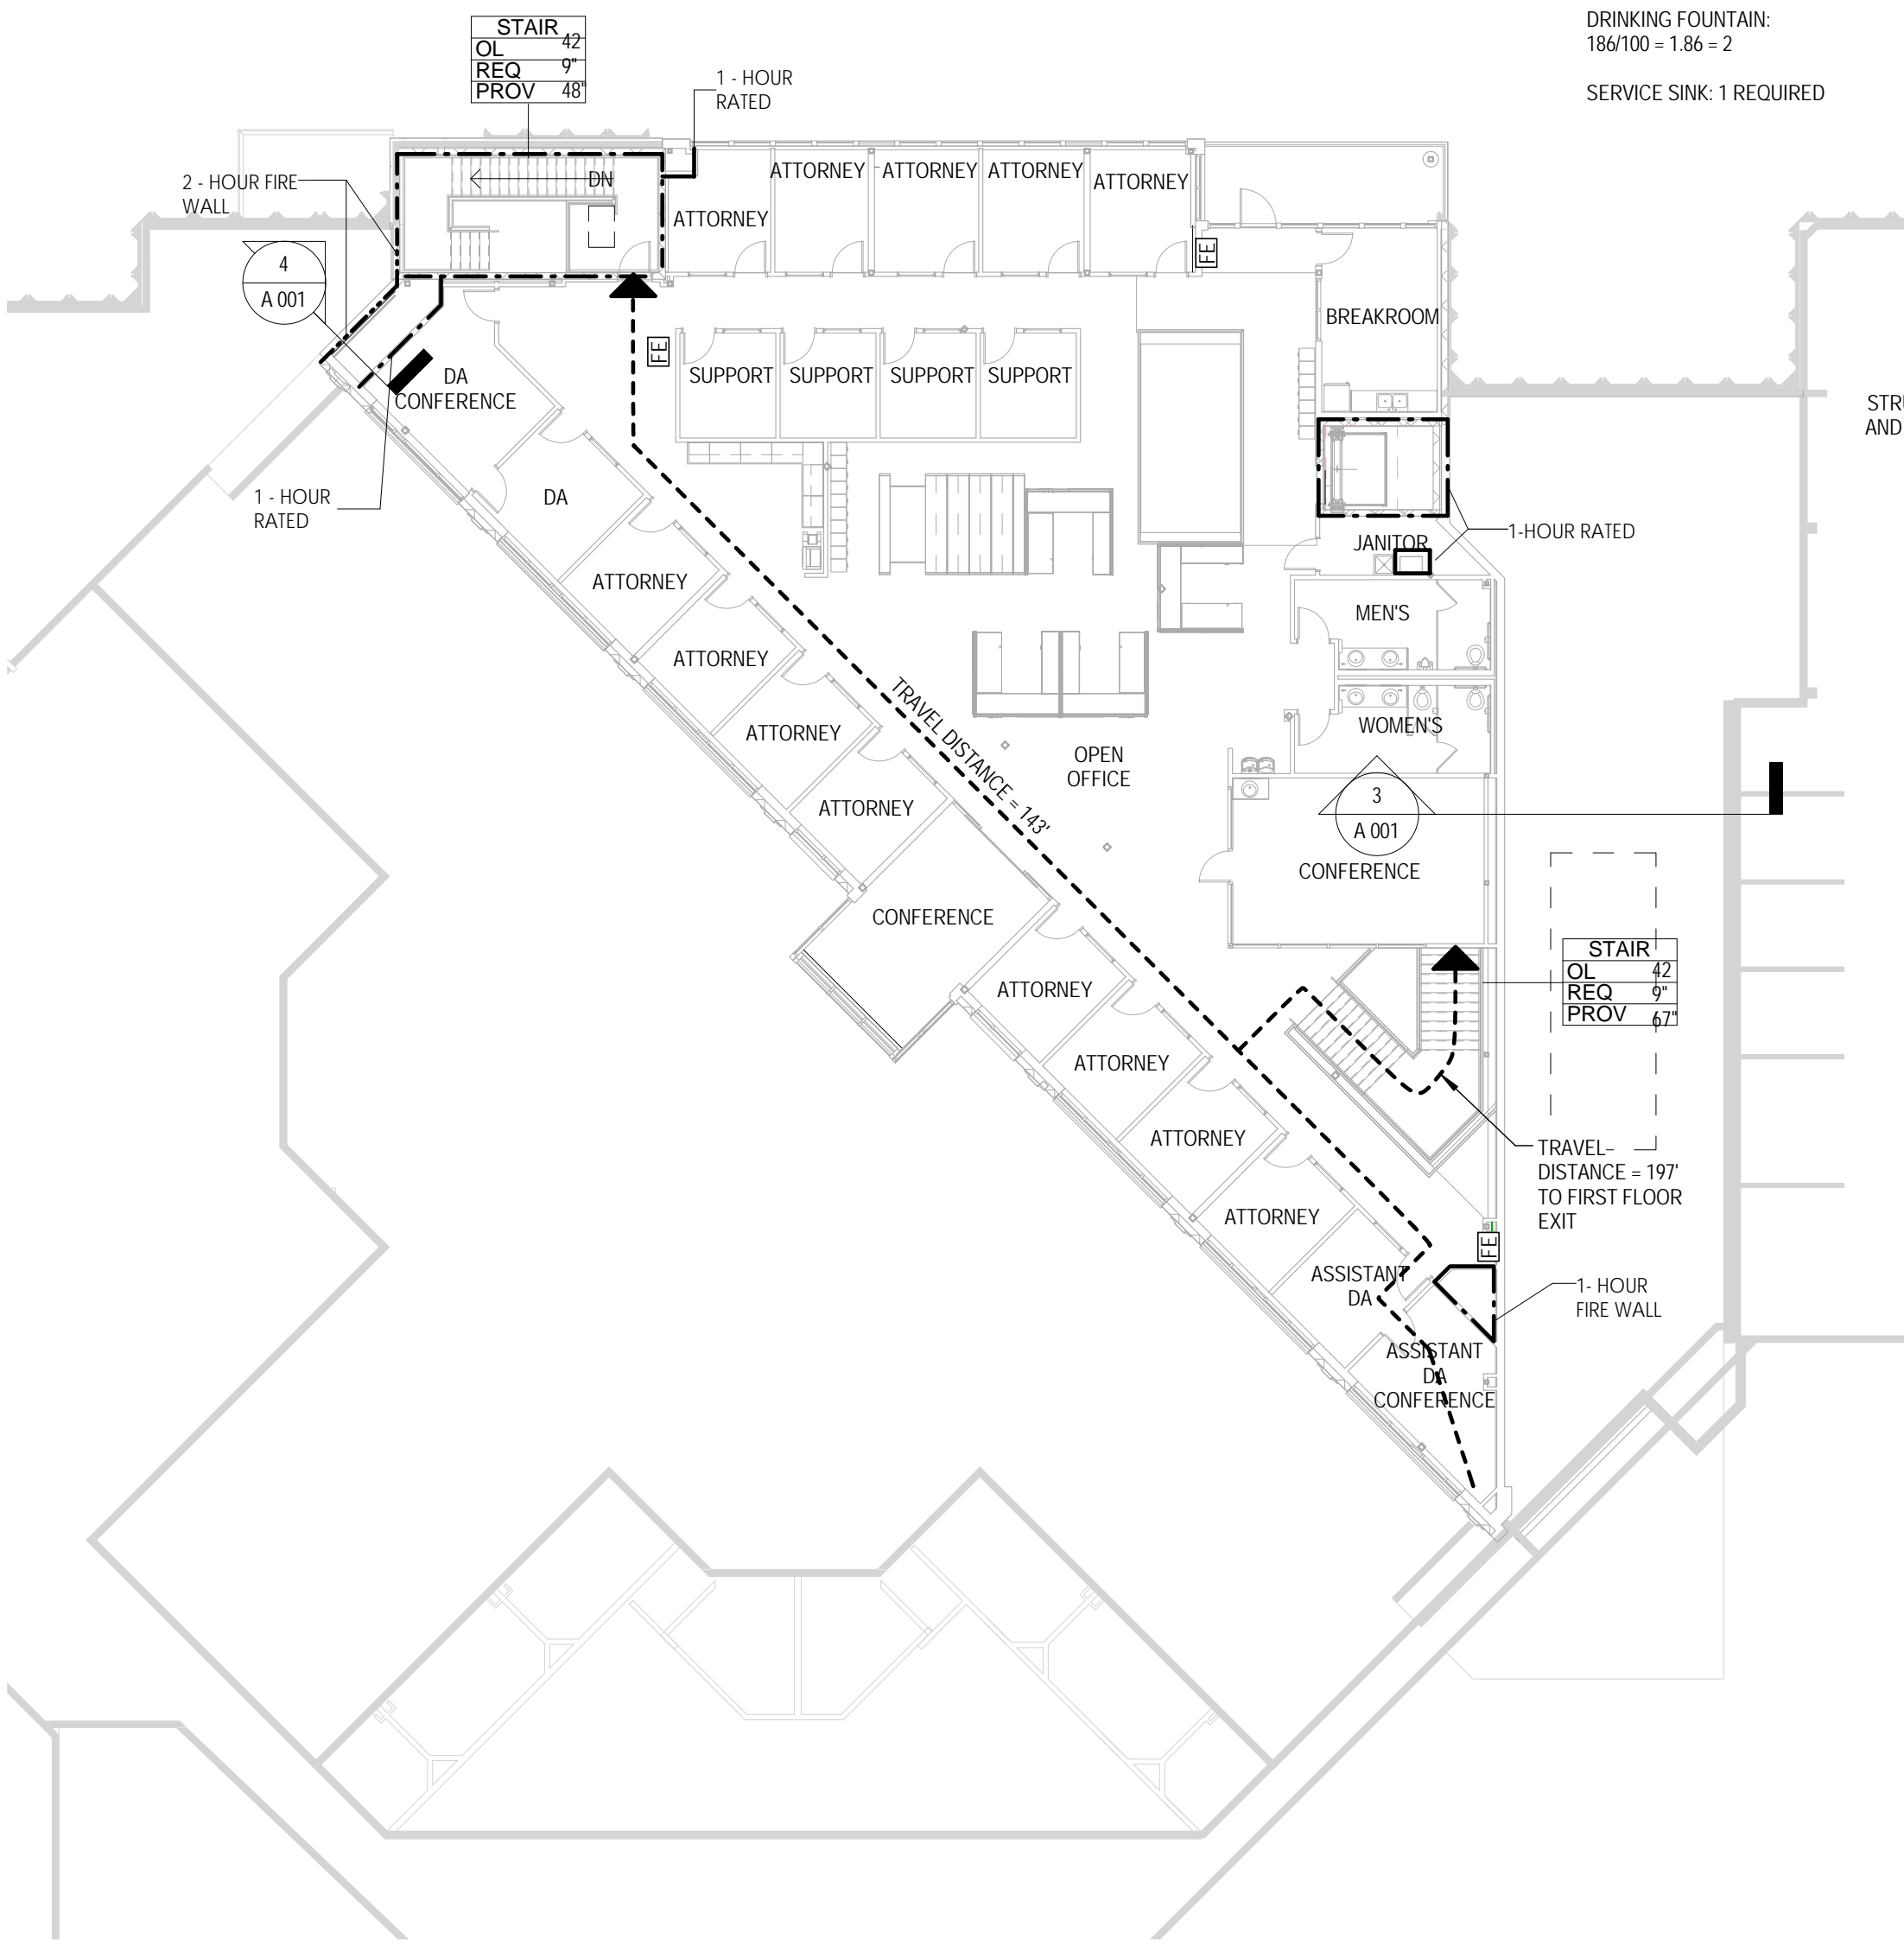 DRINKING FOUNTAIN:
186/100 = 1.86 = 2
SERVICE SINK: 1 REQUIRED
STAIR
OL 42
REQ 9"
PROV 48"
1 - HOUR
RATED
2 - HOUR FIRE
WALL
4
A 001
DN
ATTORNEY
ATTORNEY
ATTORNEY
ATTORNEY
ATTORNEY
FE
FE
BREAKROOM
SUPPORT
SUPPORT
SUPPORT
SUPPORT
DA
CONFERENCE
STRU
AND
1 - HOUR
RATED
DA
1-HOUR RATED
JANITOR
ATTORNEY
MEN'S
ATTORNEY
ATTORNEY
WOMEN'S
TRAVEL DISTANCE = 143'
OPEN
OFFICE
ATTORNEY
3
A 001
CONFERENCE
CONFERENCE
STAIR
OL 42
REQ 9"
PROV 67"
ATTORNEY
ATTORNEY
ATTORNEY
TRAVEL
DISTANCE = 197'
TO FIRST FLOOR
EXIT
ATTORNEY
FE
ASSISTANT
DA
1- HOUR
FIRE WALL
ASSISTANT
DA
CONFERENCE